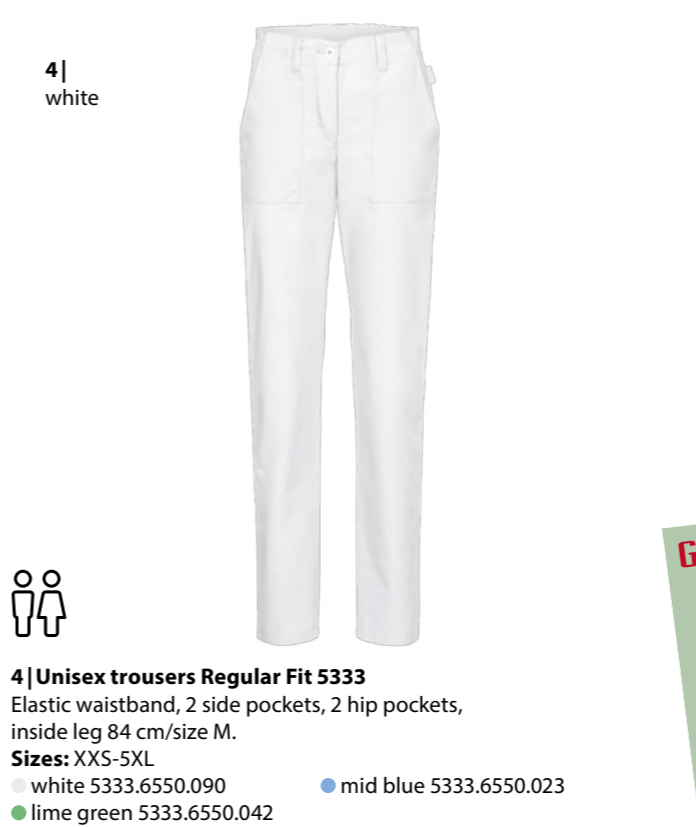 4|
white
G
4|Unisex trousers Regular Fit 5333
Elastic waistband, 2 side pockets, 2 hip pockets,
inside leg 84 cm/size M.
Sizes: XXS-5XL
white 5333.6550.090
mid blue 5333.6550.023
lime green 5333.6550.042